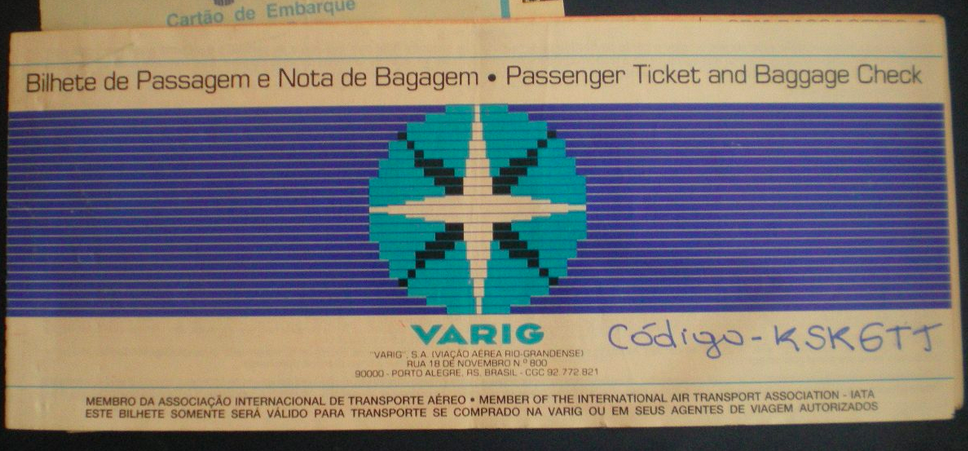 Cartão de Embarque
Bilhete de Passagem e Nota de Bagagem • Passenger Ticket and Baggage Check
VARIG
Código - KSK6TJ
"VARIG", S.A. (VIAÇÃO AÉREA RIO-GRANDENSE)
RUA 18 DE NOVEMBRO N.º 800
90000 - PORTO ALEGRE, RS, BRASIL - CGC 92.772.821
MEMBRO DA ASSOCIAÇÃO INTERNACIONAL DE TRANSPORTE AÉREO • MEMBER OF THE INTERNATIONAL AIR TRANSPORT ASSOCIATION - IATA
ESTE BILHETE SOMENTE SERÁ VÁLIDO PARA TRANSPORTE SE COMPRADO NA VARIG OU EM SEUS AGENTES DE VIAGEM AUTORIZADOS